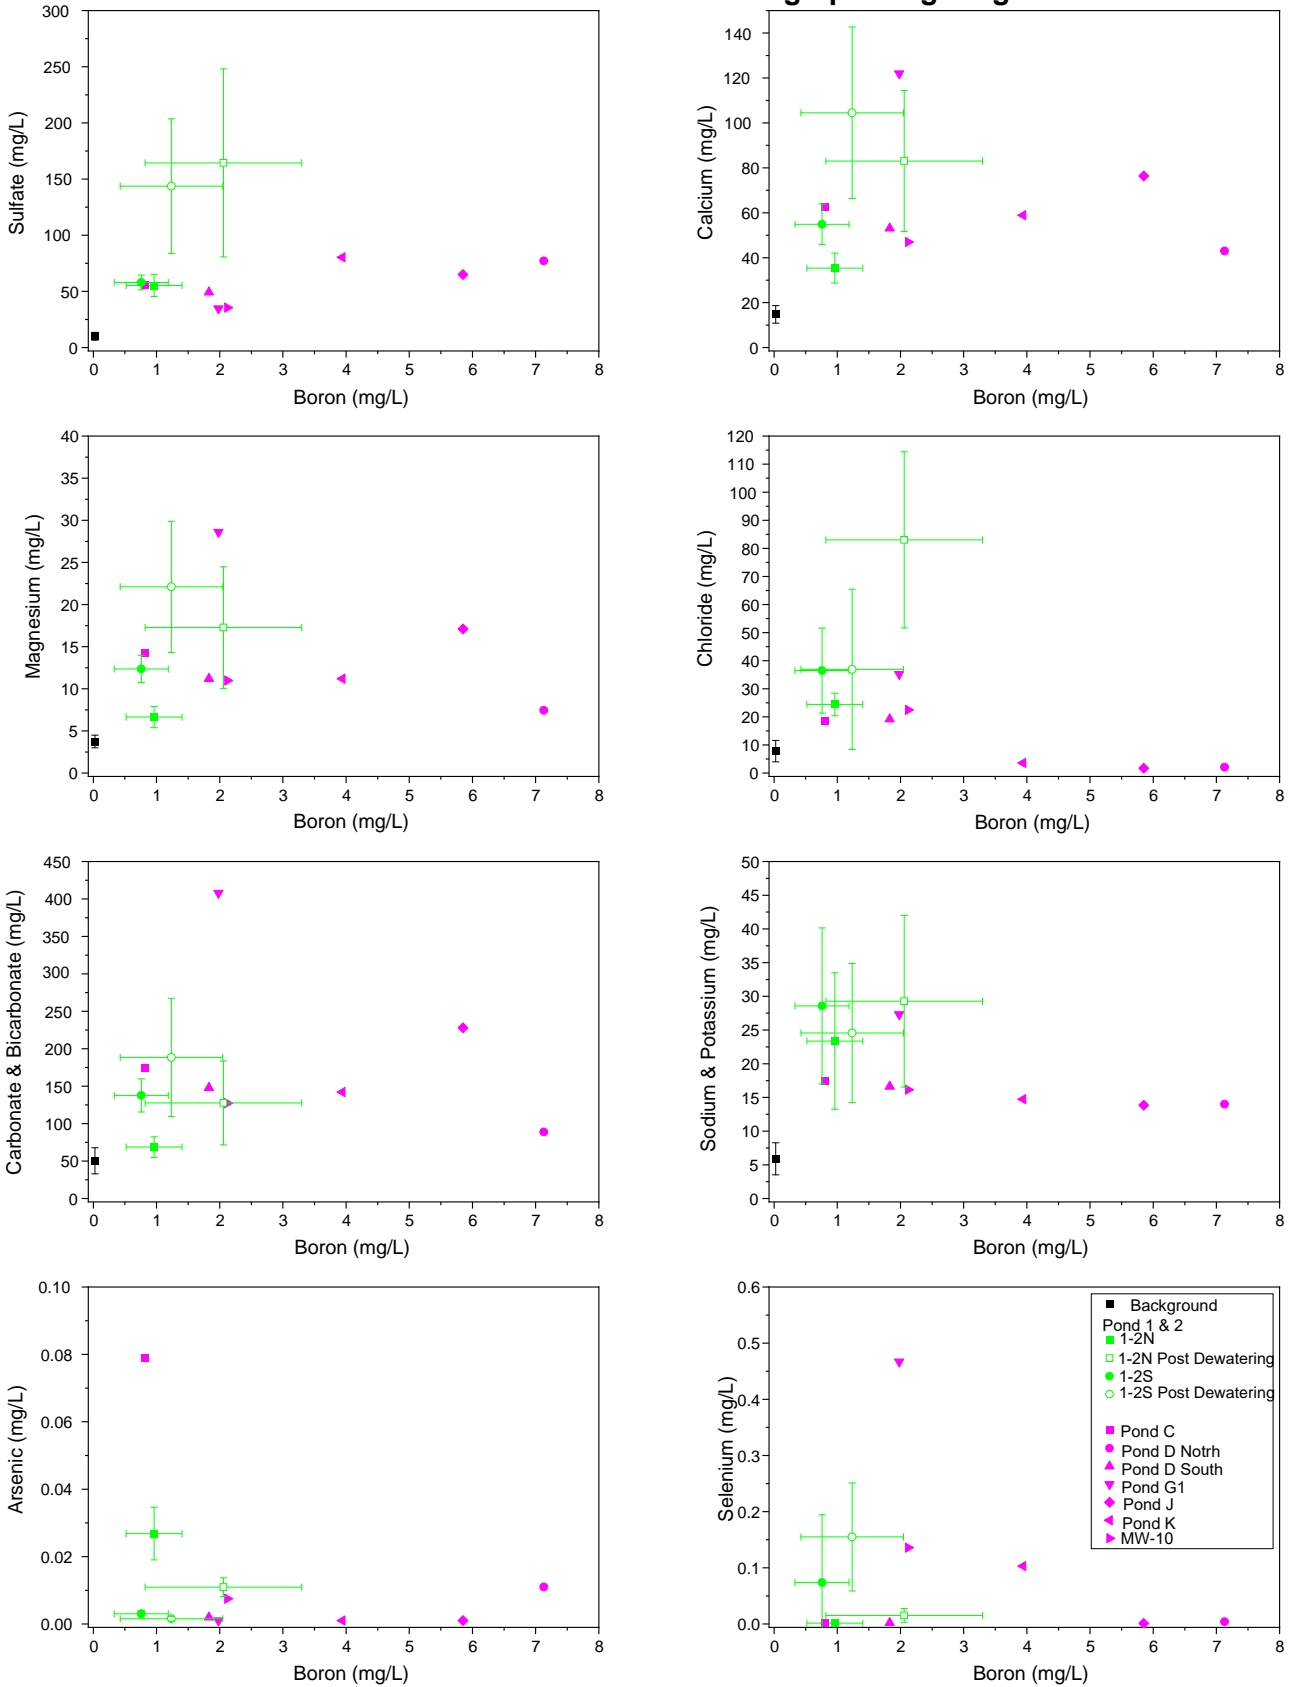 300
250
200
150
100
50
0
Sulfate (mg/L)
0 1 2 3 4 5 6 7 8
Boron (mg/L)
140
120
100
80
60
40
20
0
Calcium (mg/L)
0 1 2 3 4 5 6 7 8
Boron (mg/L)
40
35
30
25
20
15
10
5
0
Magnesium (mg/L)
0 1 2 3 4 5 6 7 8
Boron (mg/L)
120
110
100
90
80
70
60
50
40
30
20
10
0
Chloride (mg/L)
0 1 2 3 4 5 6 7 8
Boron (mg/L)
450
400
350
300
250
200
150
100
50
0
Carbonate & Bicarbonate (mg/L)
0 1 2 3 4 5 6 7 8
Boron (mg/L)
50
45
40
35
30
25
20
15
10
5
0
Sodium & Potassium (mg/L)
0 1 2 3 4 5 6 7 8
Boron (mg/L)
0.10
0.08
0.06
0.04
0.02
0.00
Arsenic (mg/L)
0 1 2 3 4 5 6 7 8
Boron (mg/L)
0.6
0.5
0.4
0.3
0.2
0.1
0.0
Selenium (mg/L)
0 1 2 3 4 5 6 7 8
Boron (mg/L)
Background
Pond 1 & 2
1-2N
1-2N Post Dewatering
1-2S
1-2S Post Dewatering
Pond C
Pond D Notrh
Pond D South
Pond G1
Pond J
Pond K
MW-10